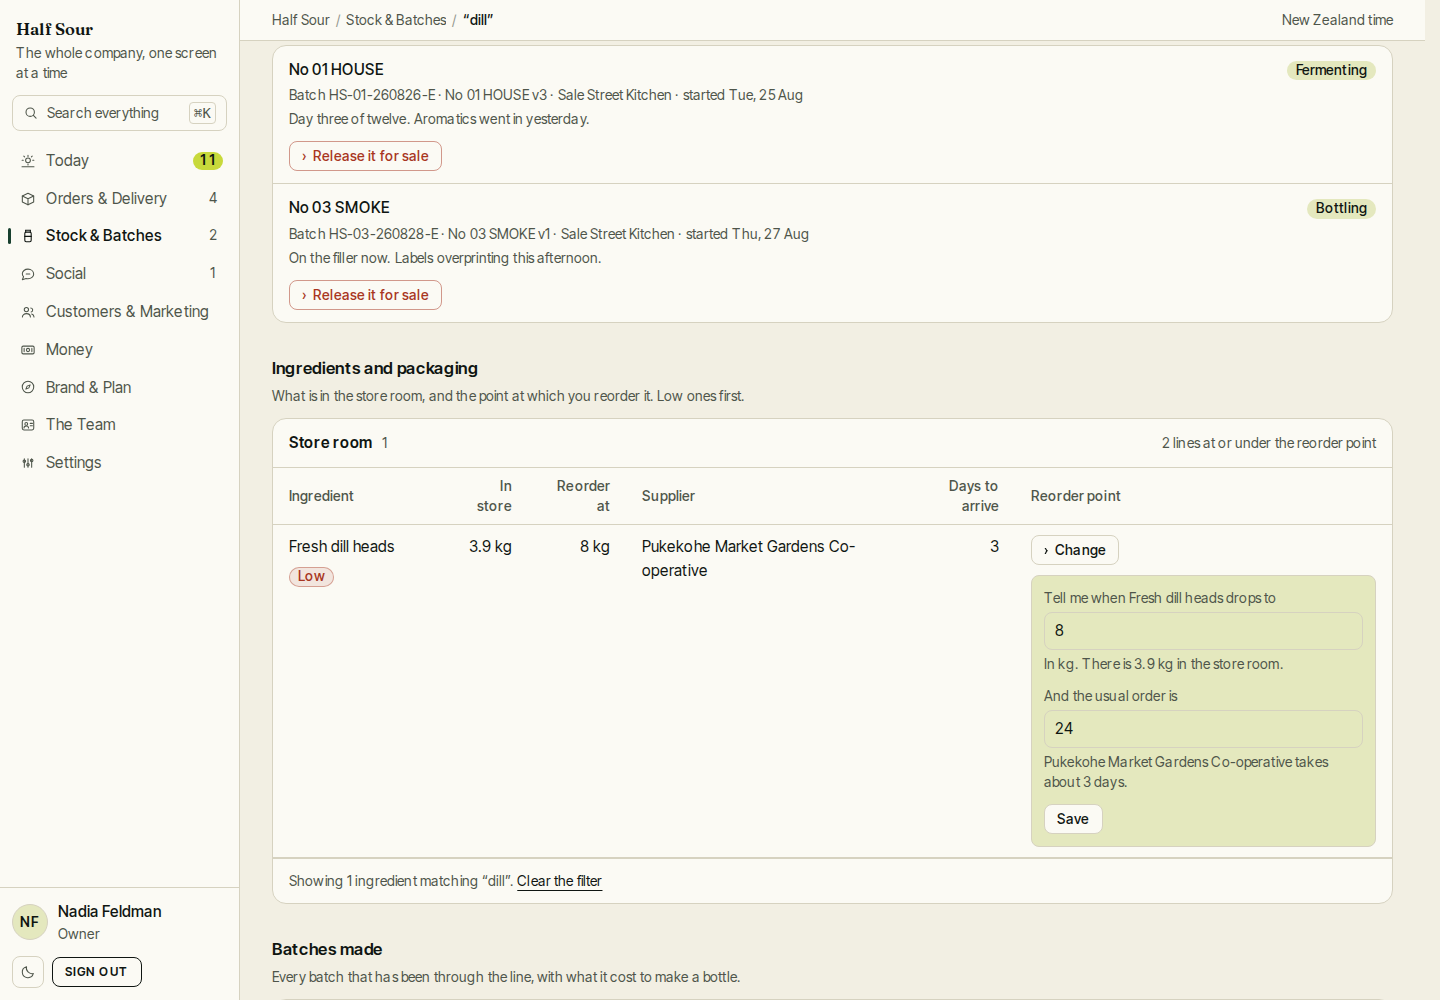 Half Sour
The whole company, one screen
at a time
Search everything ⌘K
Today 11
Orders & Delivery 4
Stock & Batches 2
Social 1
Customers & Marketing
Money
Brand & Plan
The Team
Settings
NF
Nadia Feldman
Owner
SIGN OUT
Half Sour / Stock & Batches / “dill”
New Zealand time
No 01 HOUSE
Fermenting
Batch HS-01-260826-E · No 01 HOUSE v3 · Sale Street Kitchen · started Tue, 25 Aug
Day three of twelve. Aromatics went in yesterday.
› Release it for sale
No 03 SMOKE
Bottling
Batch HS-03-260828-E · No 03 SMOKE v1 · Sale Street Kitchen · started Thu, 27 Aug
On the filler now. Labels overprinting this afternoon.
› Release it for sale
Ingredients and packaging
What is in the store room, and the point at which you reorder it. Low ones first.
Store room 1
2 lines at or under the reorder point
Ingredient
In
store
Reorder
at
Supplier
Days to
arrive
Reorder point
Fresh dill heads
Low
3.9 kg
8 kg
Pukekohe Market Gardens Co-
operative
3
› Change
Tell me when Fresh dill heads drops to
8
In kg. There is 3.9 kg in the store room.
And the usual order is
24
Pukekohe Market Gardens Co-operative takes
about 3 days.
Save
Showing 1 ingredient matching “dill”. Clear the filter
Batches made
Every batch that has been through the line, with what it cost to make a bottle.